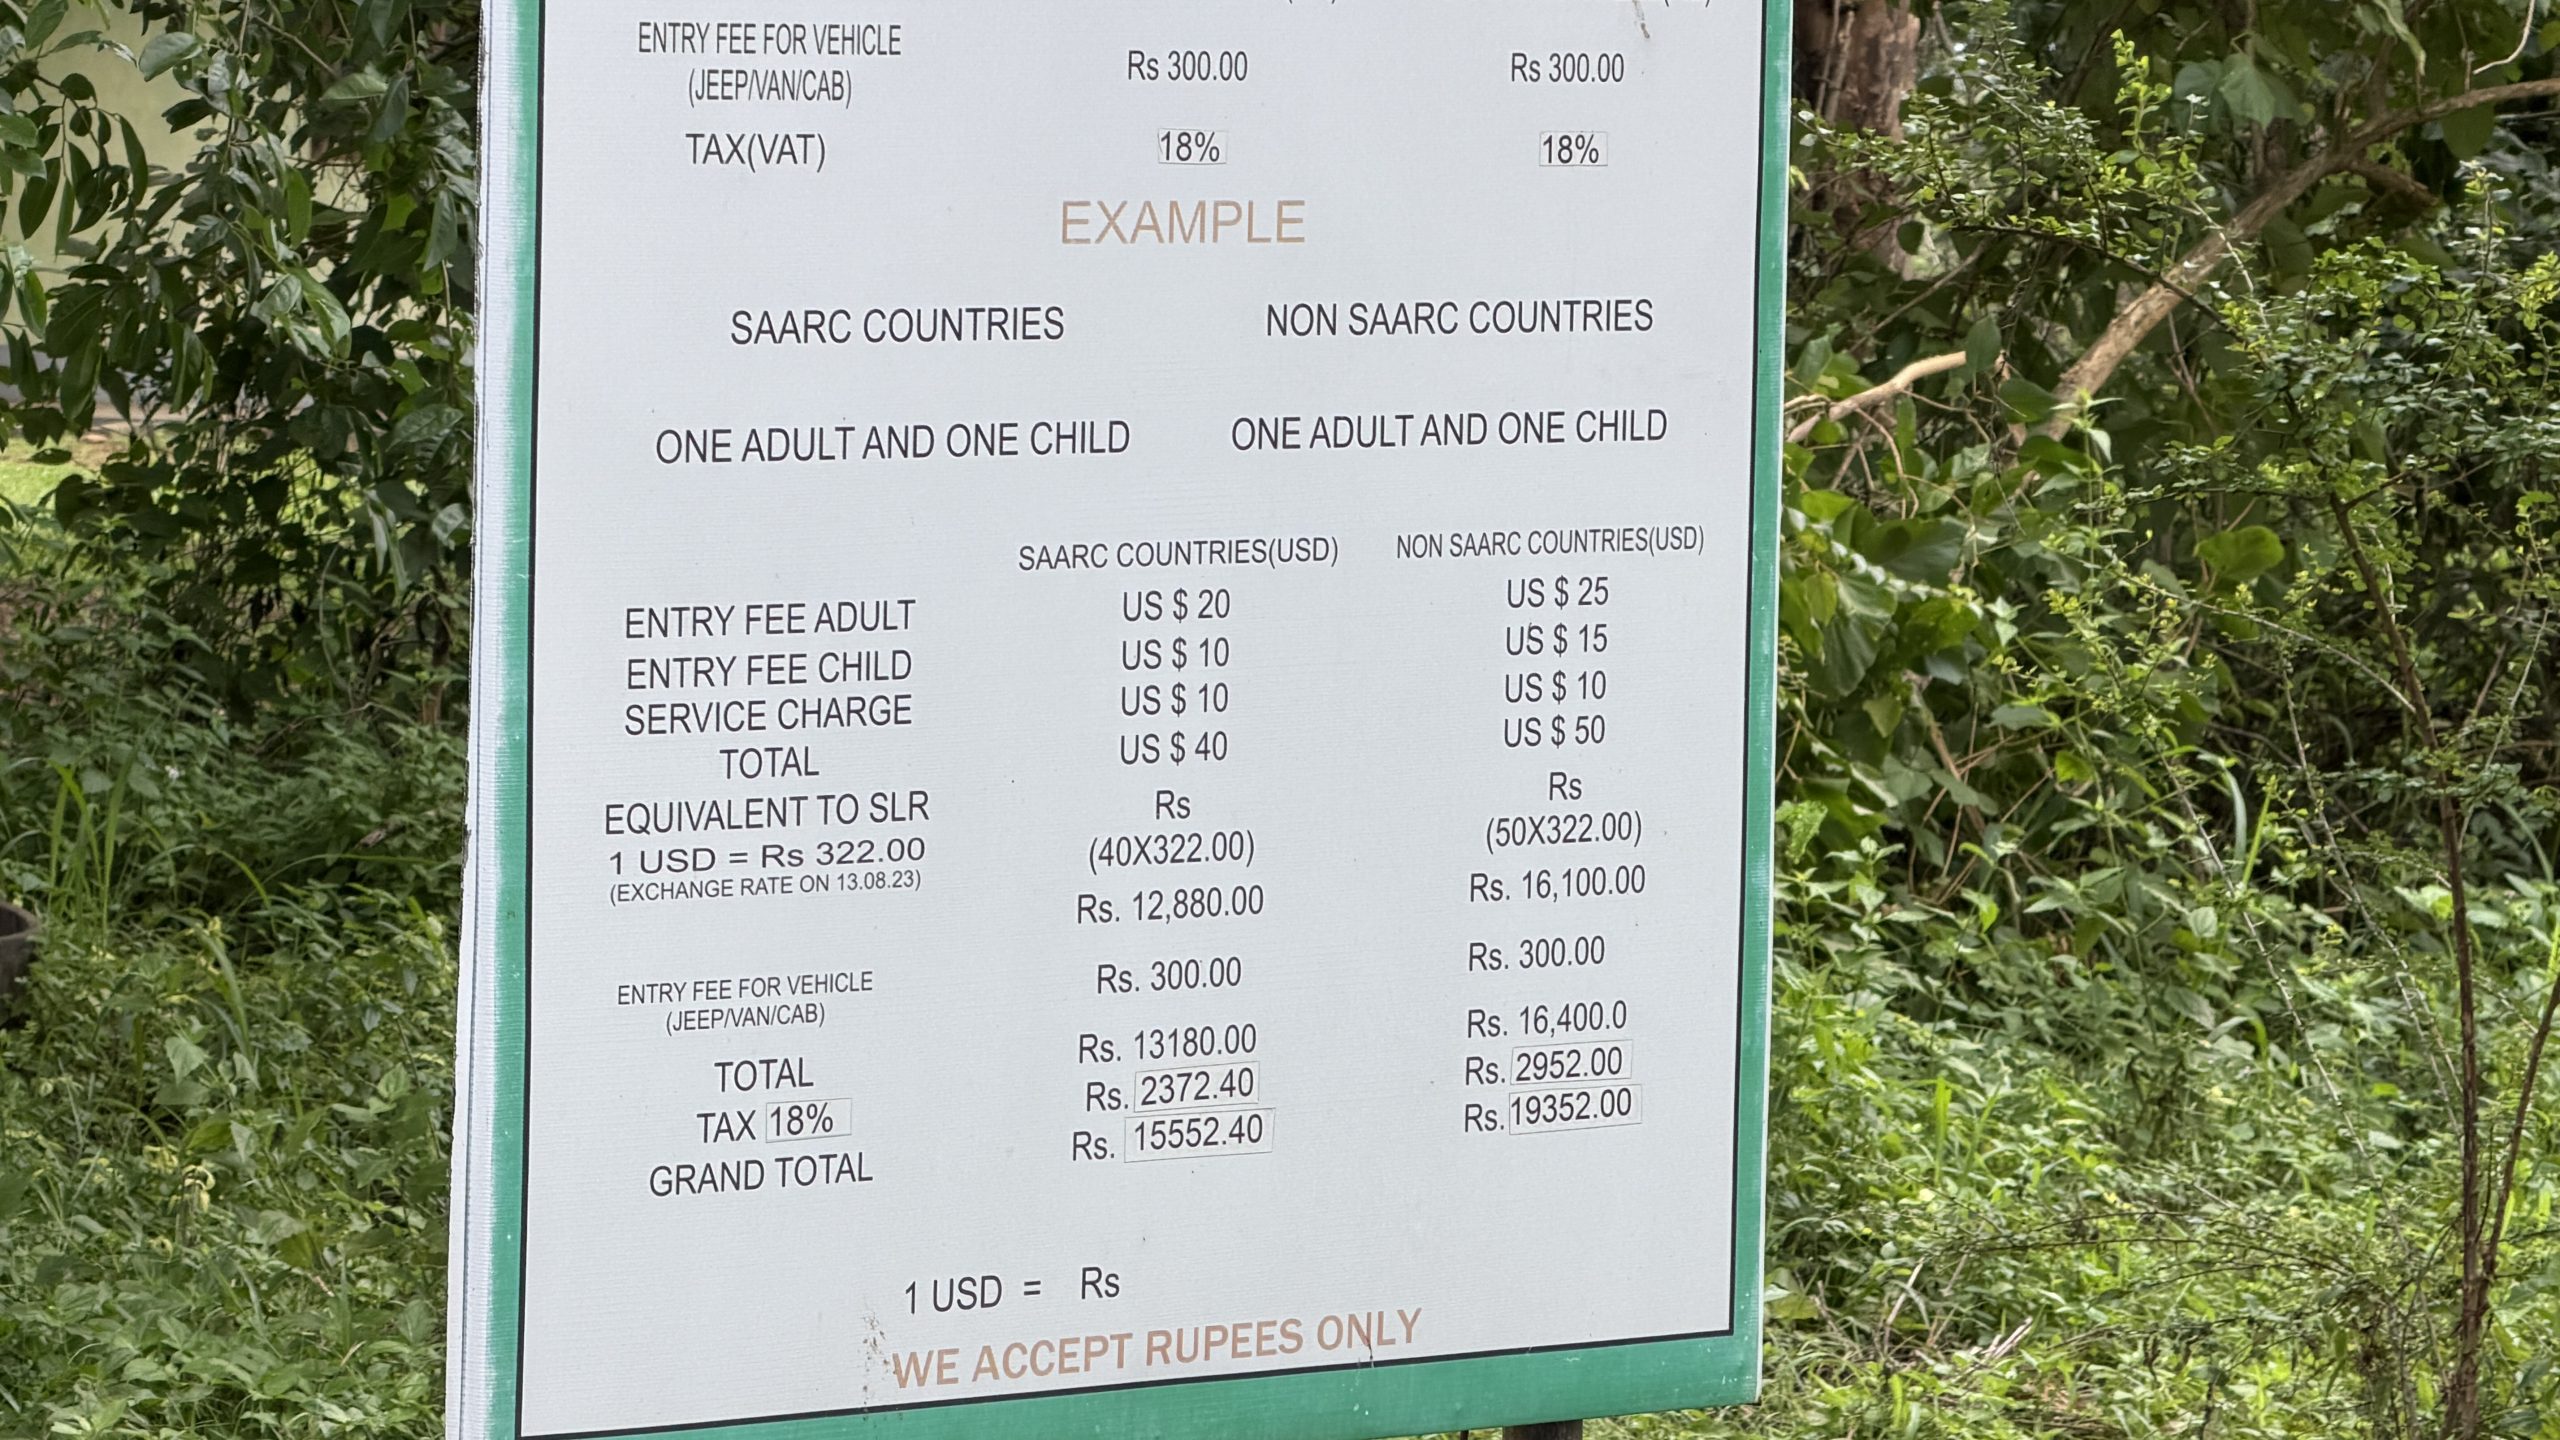 ENTRY FEE FOR VEHICLE Rs 300.00 Rs 300.00
(JEEP/VAN/CAB)
TAX(VAT) 18% 18%
EXAMPLE
SAARC COUNTRIES NON SAARC COUNTRIES
ONE ADULT AND ONE CHILD ONE ADULT AND ONE CHILD
SAARC COUNTRIES(USD) NON SAARC COUNTRIES(USD)
ENTRY FEE ADULT US $ 20 US $ 25
ENTRY FEE CHILD US $ 10 US $ 15
SERVICE CHARGE US $ 10 US $ 10
TOTAL US $ 40 US $ 50
EQUIVALENT TO SLR Rs Rs
1 USD = Rs 322.00 (40X322.00) (50X322.00)
(EXCHANGE RATE ON 13.08.23) Rs. 12,880.00 Rs. 16,100.00
ENTRY FEE FOR VEHICLE Rs. 300.00 Rs. 300.00
(JEEP/VAN/CAB)
TOTAL Rs. 13180.00 Rs. 16,400.0
TAX 18% Rs. 2372.40 Rs. 2952.00
GRAND TOTAL Rs. 15552.40 Rs. 19352.00
1 USD = Rs
WE ACCEPT RUPEES ONLY